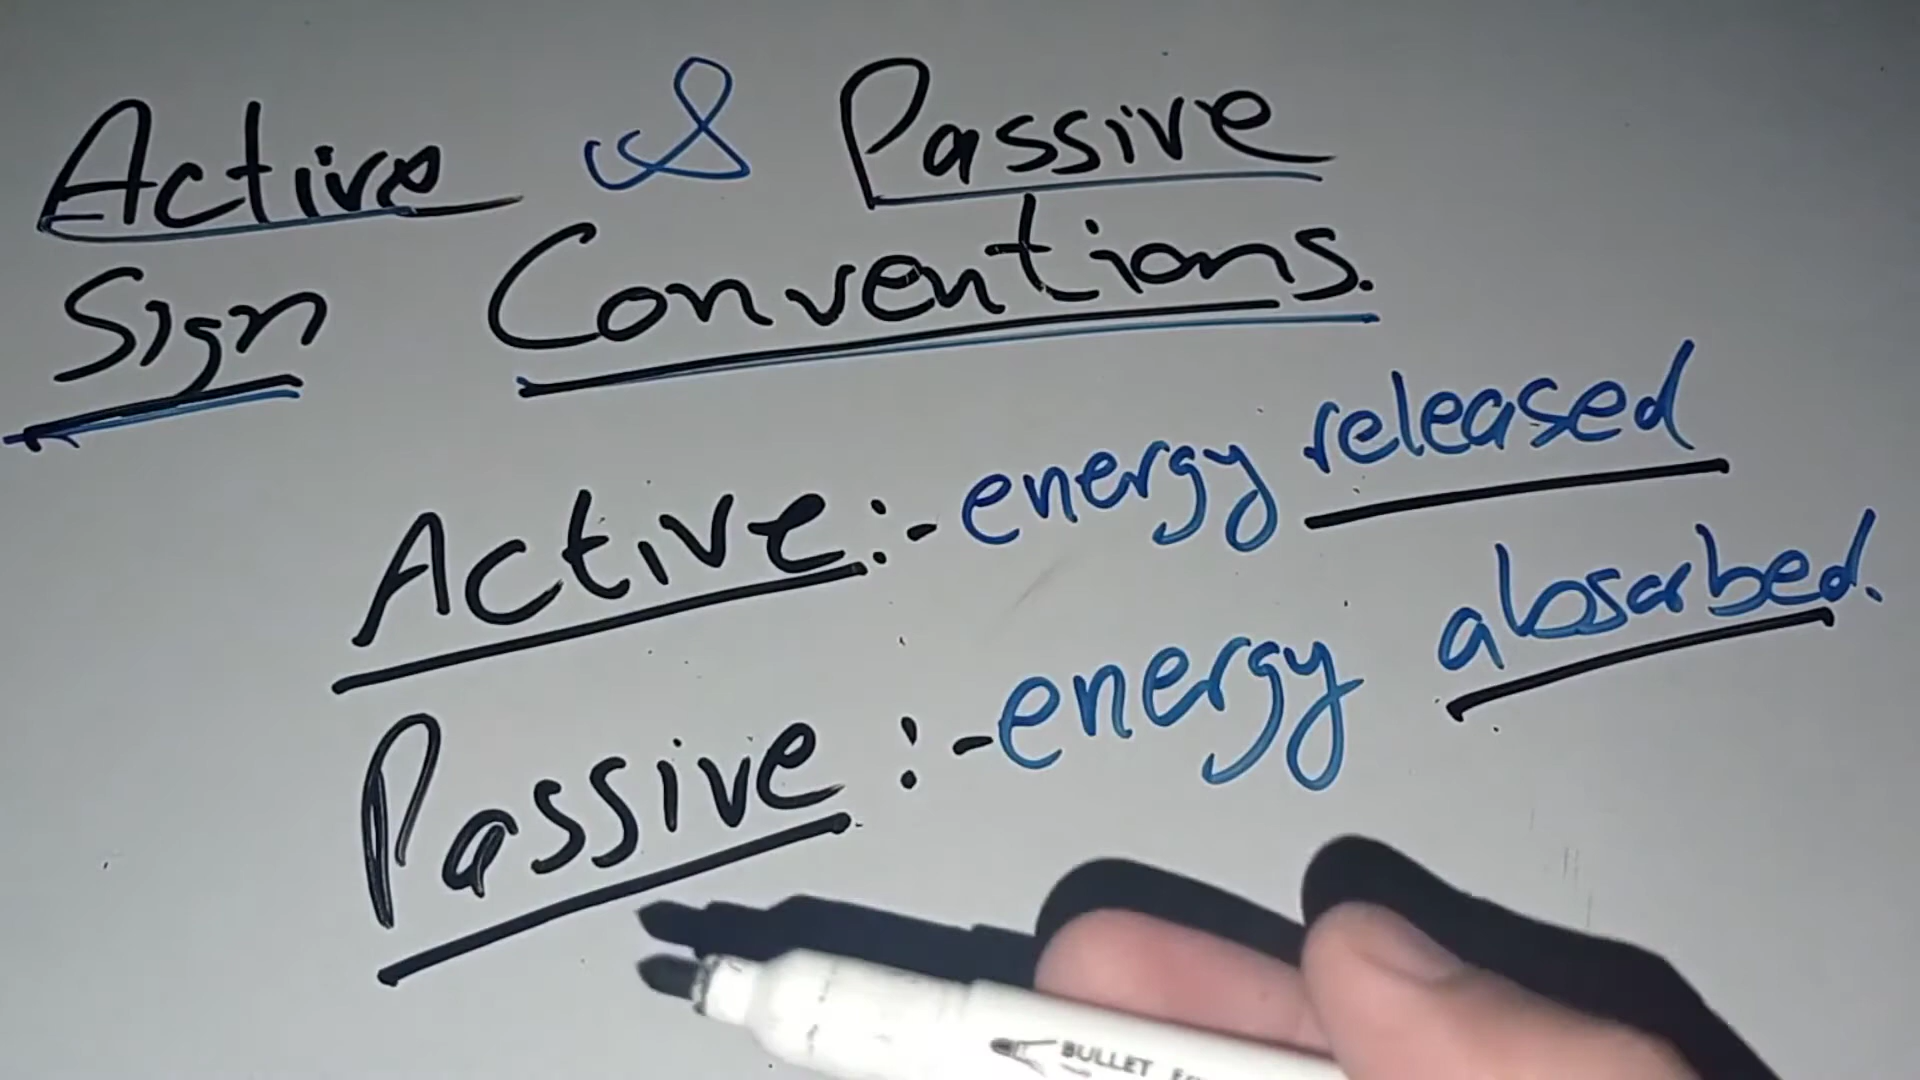 Active & Passive
Sign Conventions.
Active:- energy released
Passive:- energy absorbed.
BULLET